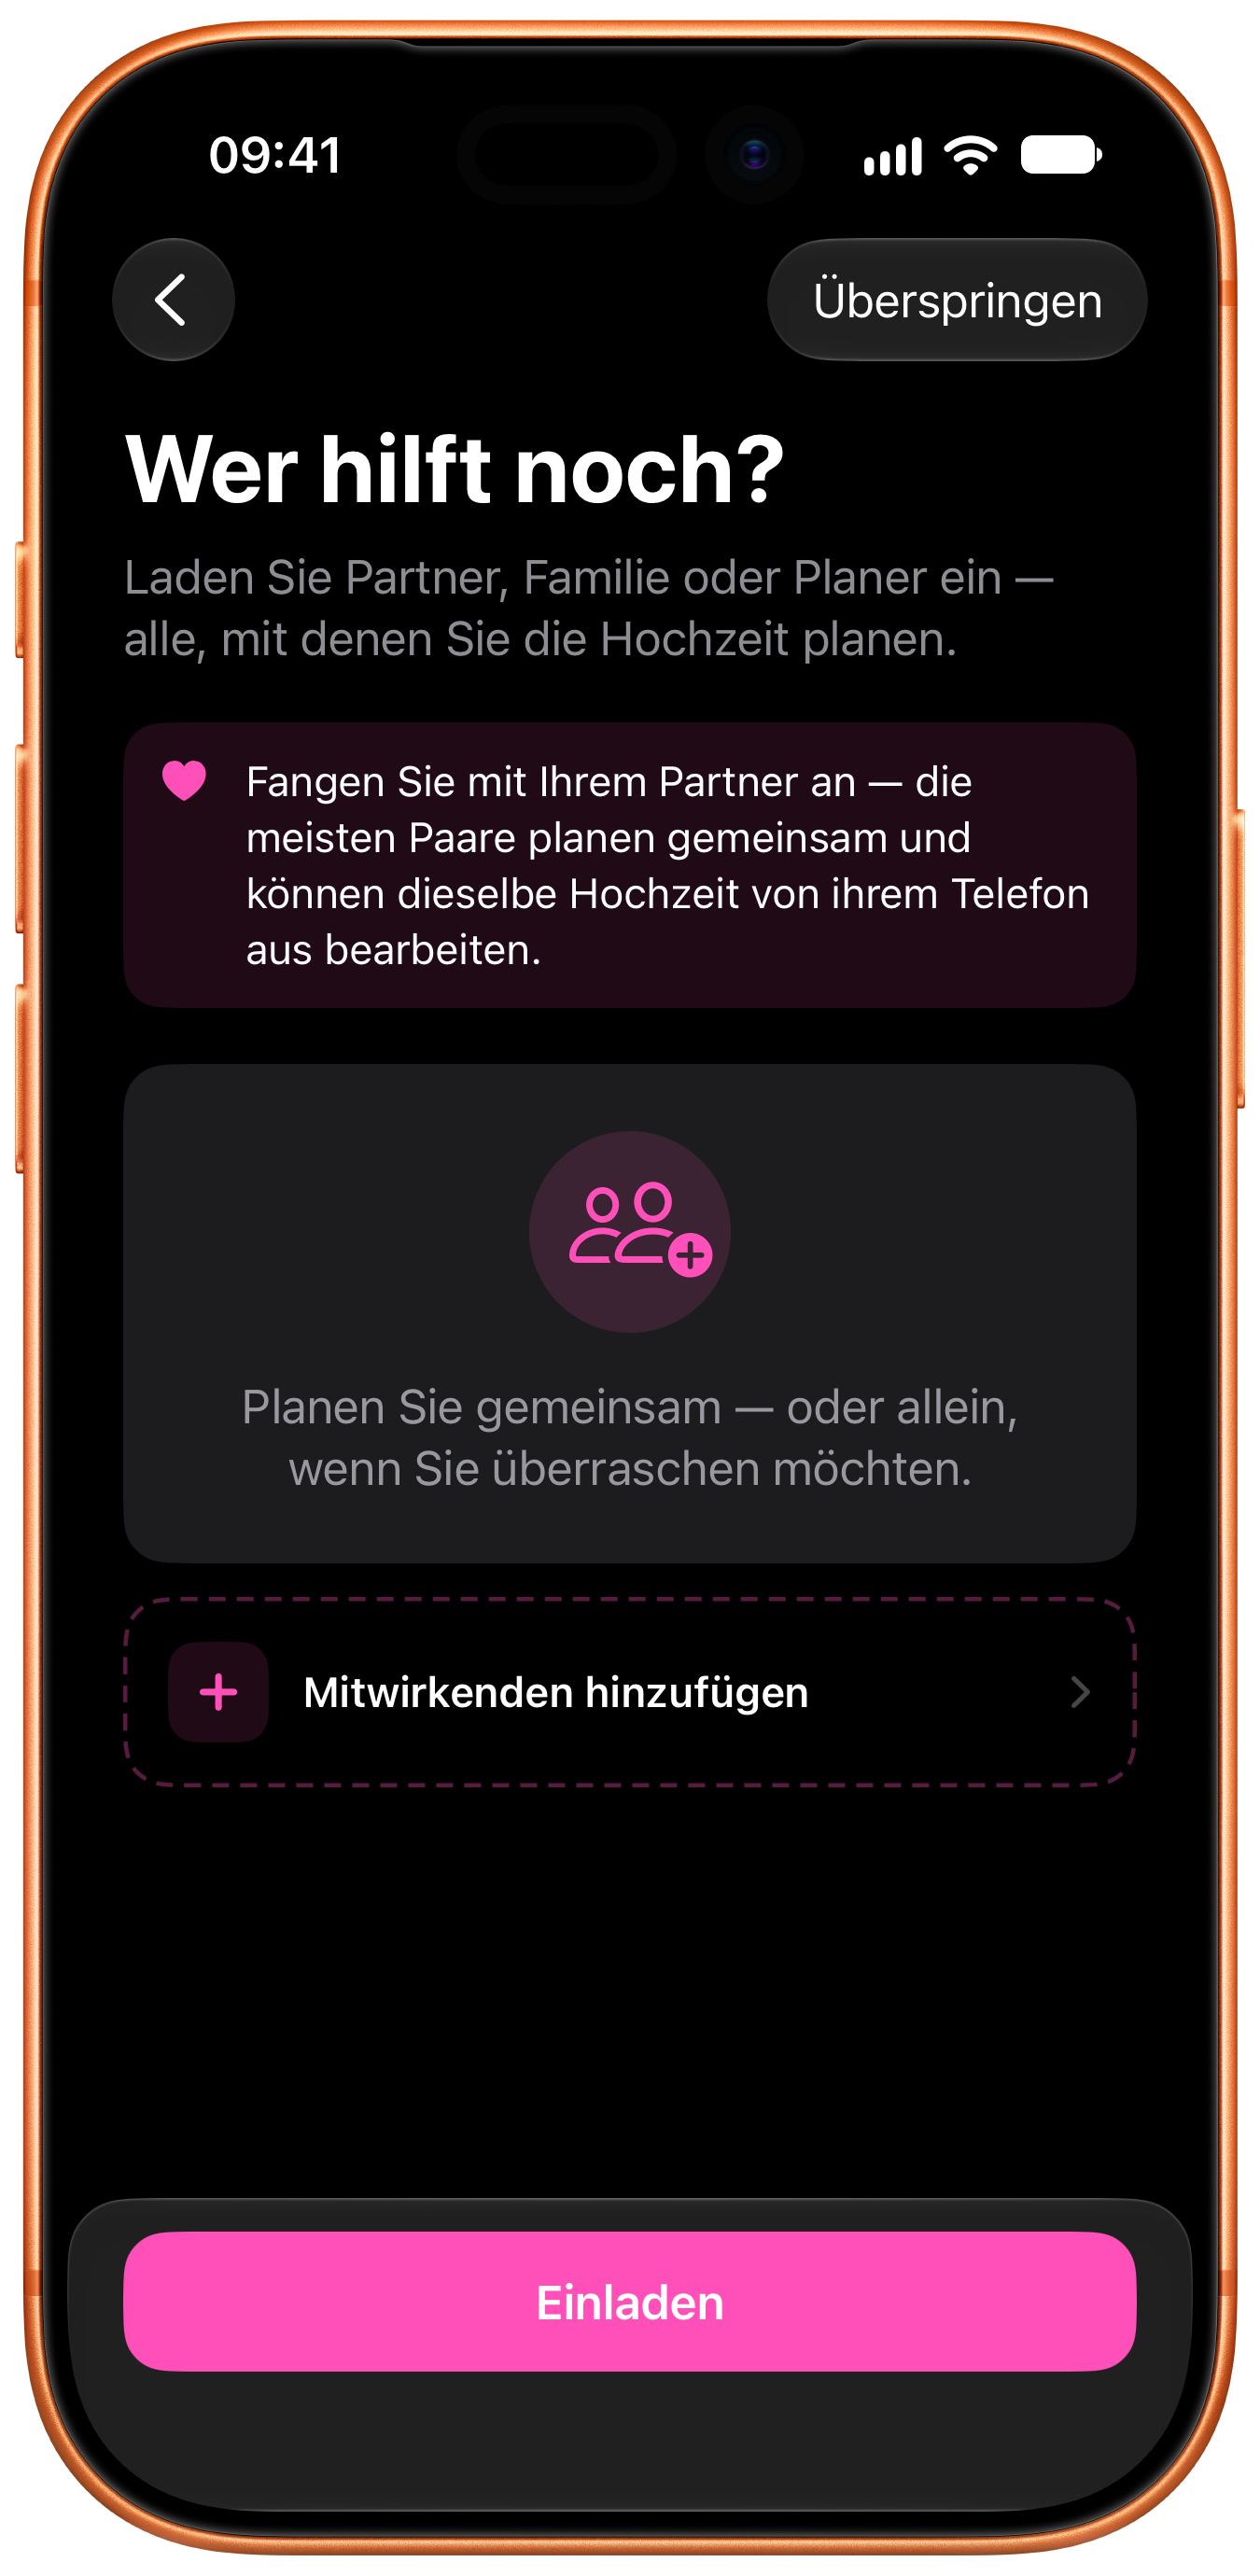 09:41
Überspringen
Wer hilft noch?
Laden Sie Partner, Familie oder Planer ein —
alle, mit denen Sie die Hochzeit planen.
Fangen Sie mit Ihrem Partner an — die
meisten Paare planen gemeinsam und
können dieselbe Hochzeit von ihrem Telefon
aus bearbeiten.
Planen Sie gemeinsam — oder allein,
wenn Sie überraschen möchten.
Mitwirkenden hinzufügen
Einladen